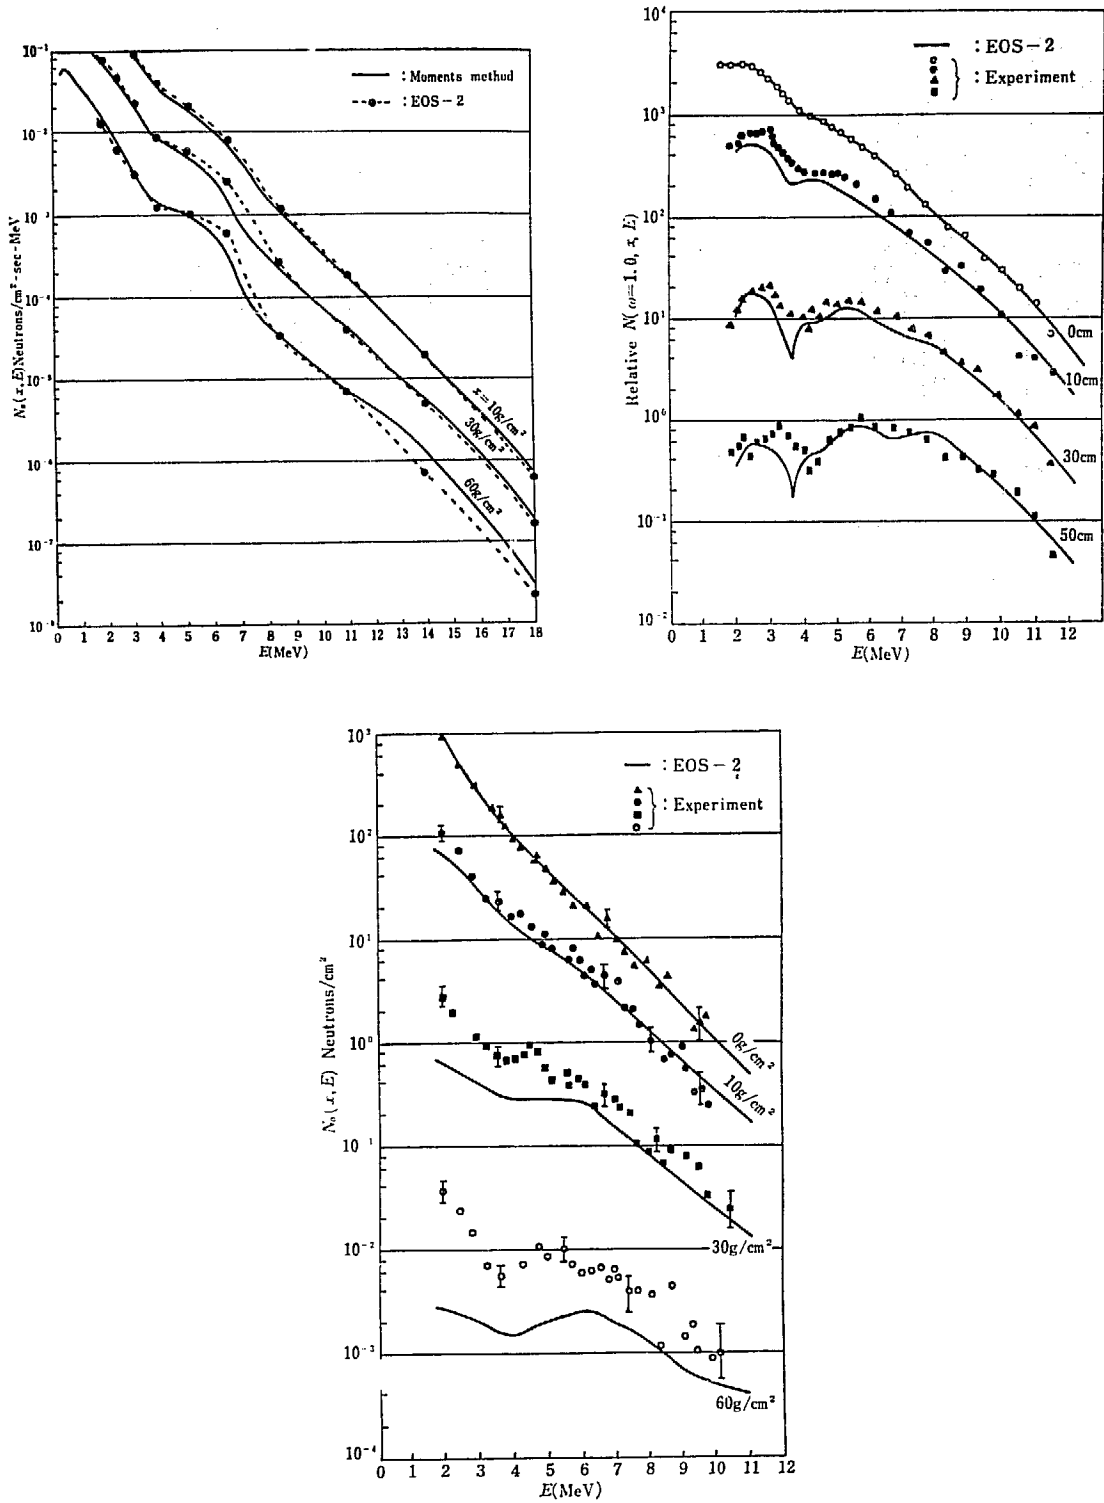 10⁻¹
10⁻²
10⁻³
10⁻⁴
10⁻⁵
10⁻⁶
10⁻⁷
N₀(x,E)Neutrons/cm²-sec-MeV
: Moments method
: EOS-2
x=10g/cm²
30g/cm²
60g/cm²
0 1 2 3 4 5 6 7 8 9 10 11 12 13 14 15 16 17 18
E(MeV)
10⁴
10³
10²
10¹
10⁰
10⁻¹
10⁻²
Relative N(ω=1.0, x, E)
: EOS-2
: Experiment
0cm
10cm
30cm
50cm
0 1 2 3 4 5 6 7 8 9 10 11 12
E(MeV)
10³
10²
10¹
10⁰
10⁻¹
10⁻²
10⁻³
10⁻⁴
N₀(x,E) Neutrons/cm²
: EOS-2
: Experiment
0g/cm²
10g/cm²
30g/cm²
60g/cm²
0 1 2 3 4 5 6 7 8 9 10 11 12
E(MeV)